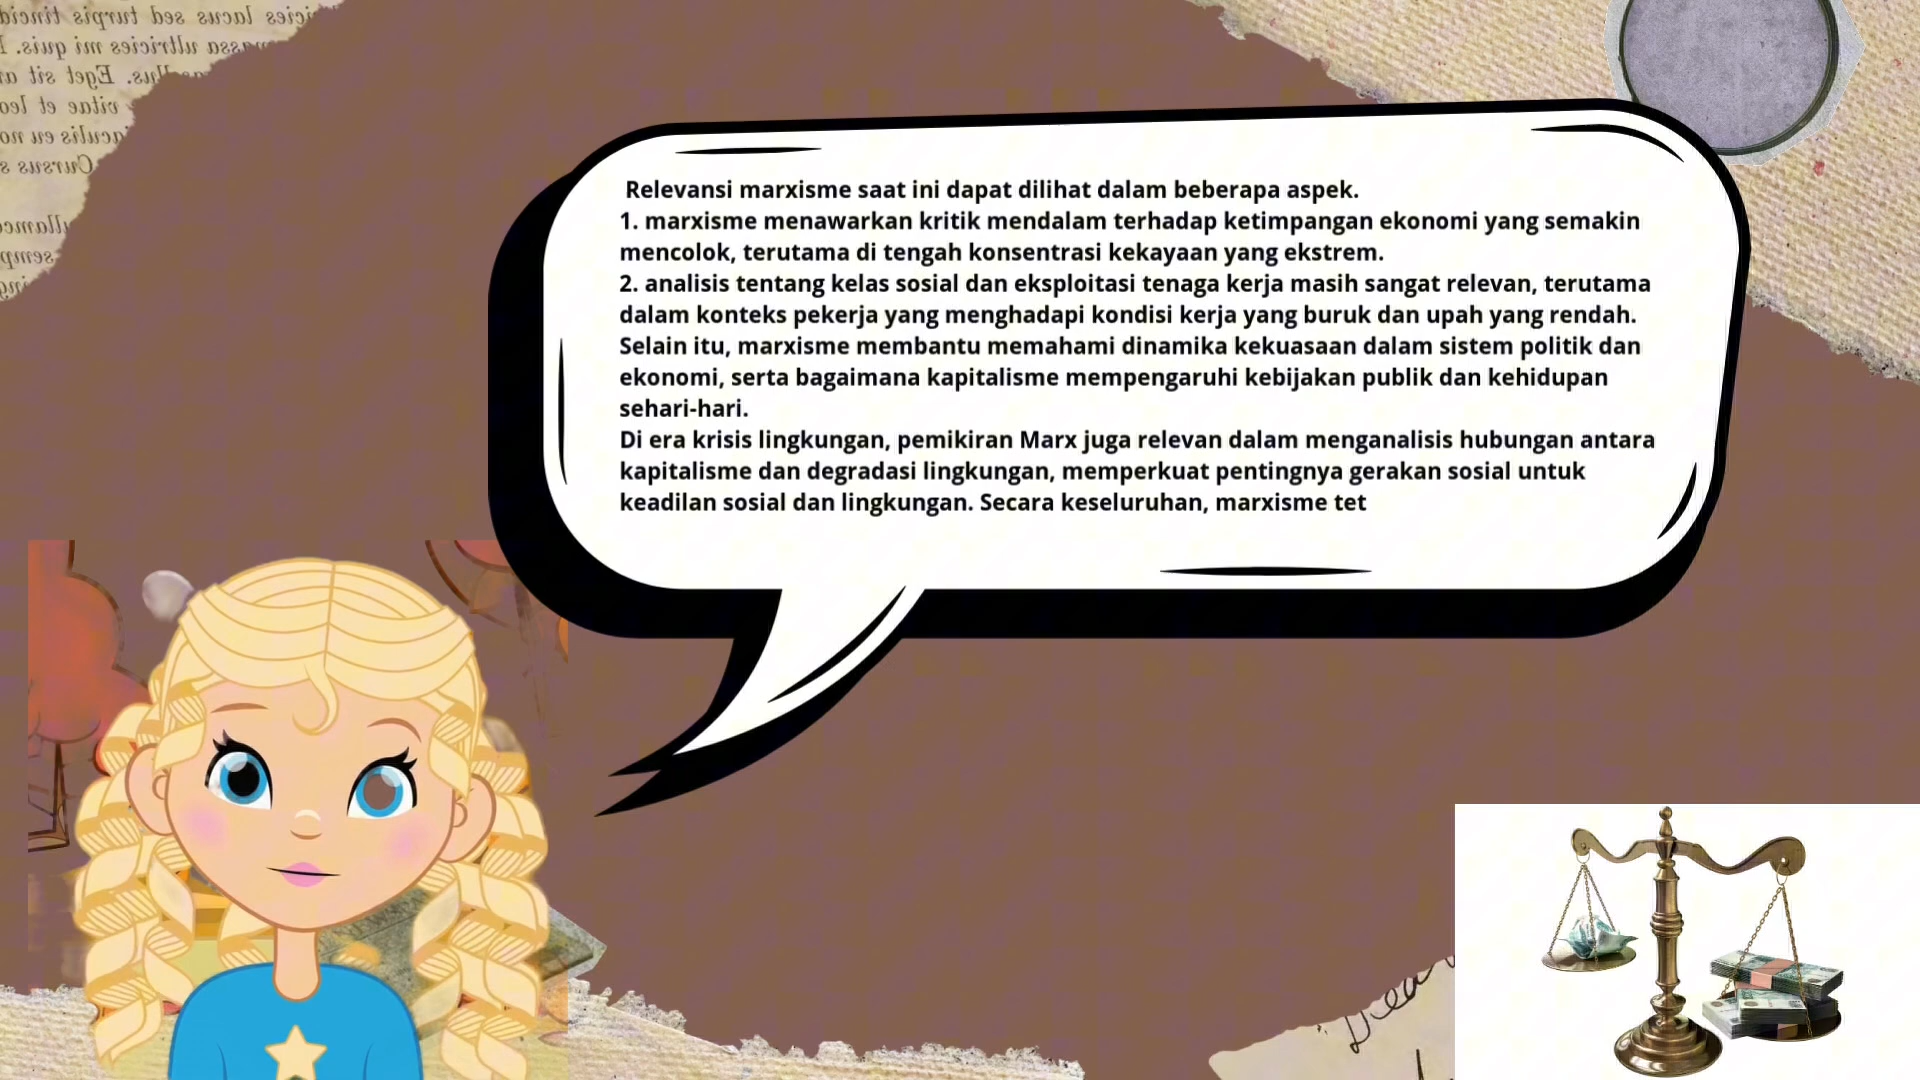 Relevansi marxisme saat ini dapat dilihat dalam beberapa aspek.
1. marxisme menawarkan kritik mendalam terhadap ketimpangan ekonomi yang semakin
mencolok, terutama di tengah konsentrasi kekayaan yang ekstrem.
2. analisis tentang kelas sosial dan eksploitasi tenaga kerja masih sangat relevan, terutama
dalam konteks pekerja yang menghadapi kondisi kerja yang buruk dan upah yang rendah.
Selain itu, marxisme membantu memahami dinamika kekuasaan dalam sistem politik dan
ekonomi, serta bagaimana kapitalisme mempengaruhi kebijakan publik dan kehidupan
sehari-hari.
Di era krisis lingkungan, pemikiran Marx juga relevan dalam menganalisis hubungan antara
kapitalisme dan degradasi lingkungan, memperkuat pentingnya gerakan sosial untuk
keadilan sosial dan lingkungan. Secara keseluruhan, marxisme tet